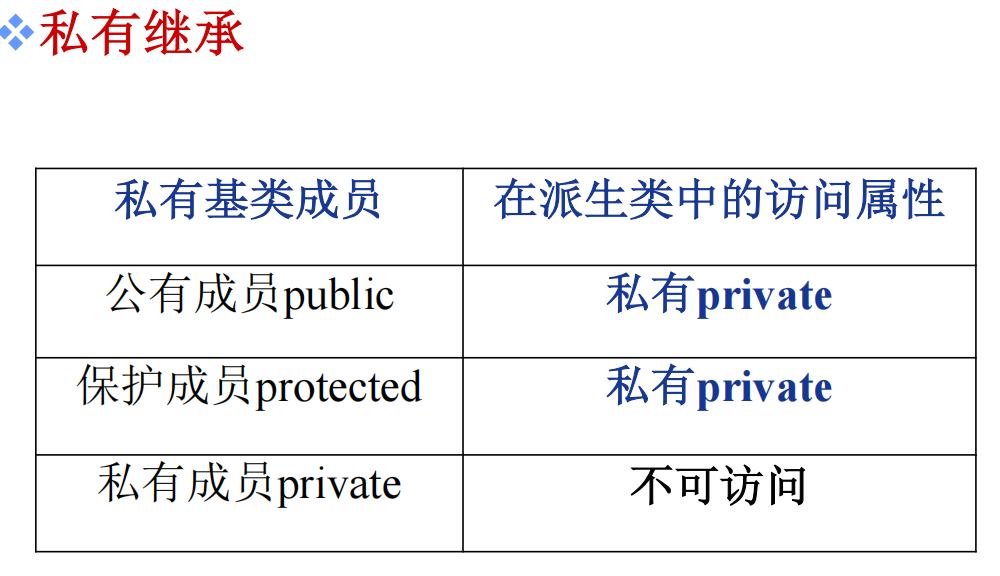 私有继承
私有基类成员 在派生类中的访问属性
公有成员public 私有private
保护成员protected 私有private
私有成员private 不可访问